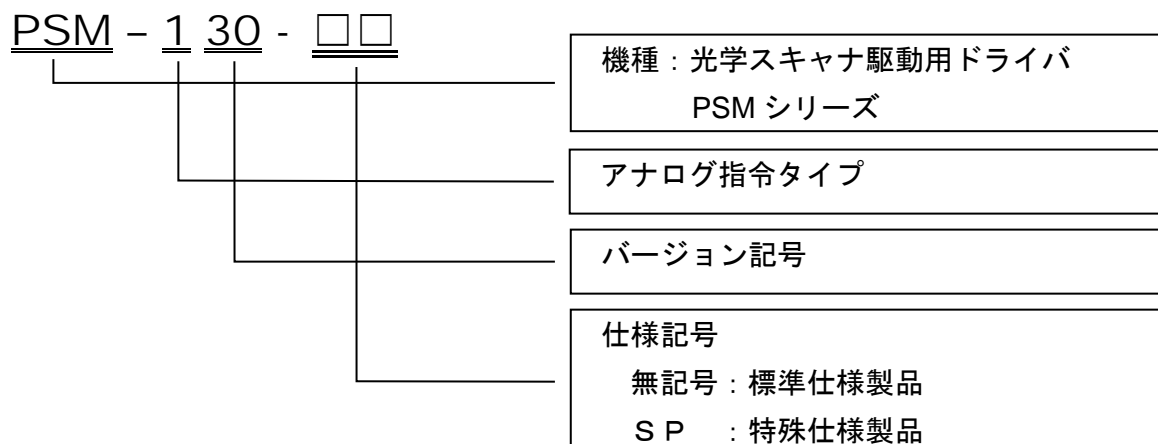 PSM – 1 30 - □□
機種：光学スキャナ駆動用ドライバ
PSM シリーズ
アナログ指令タイプ
バージョン記号
仕様記号
無記号：標準仕様製品
ＳＰ　：特殊仕様製品